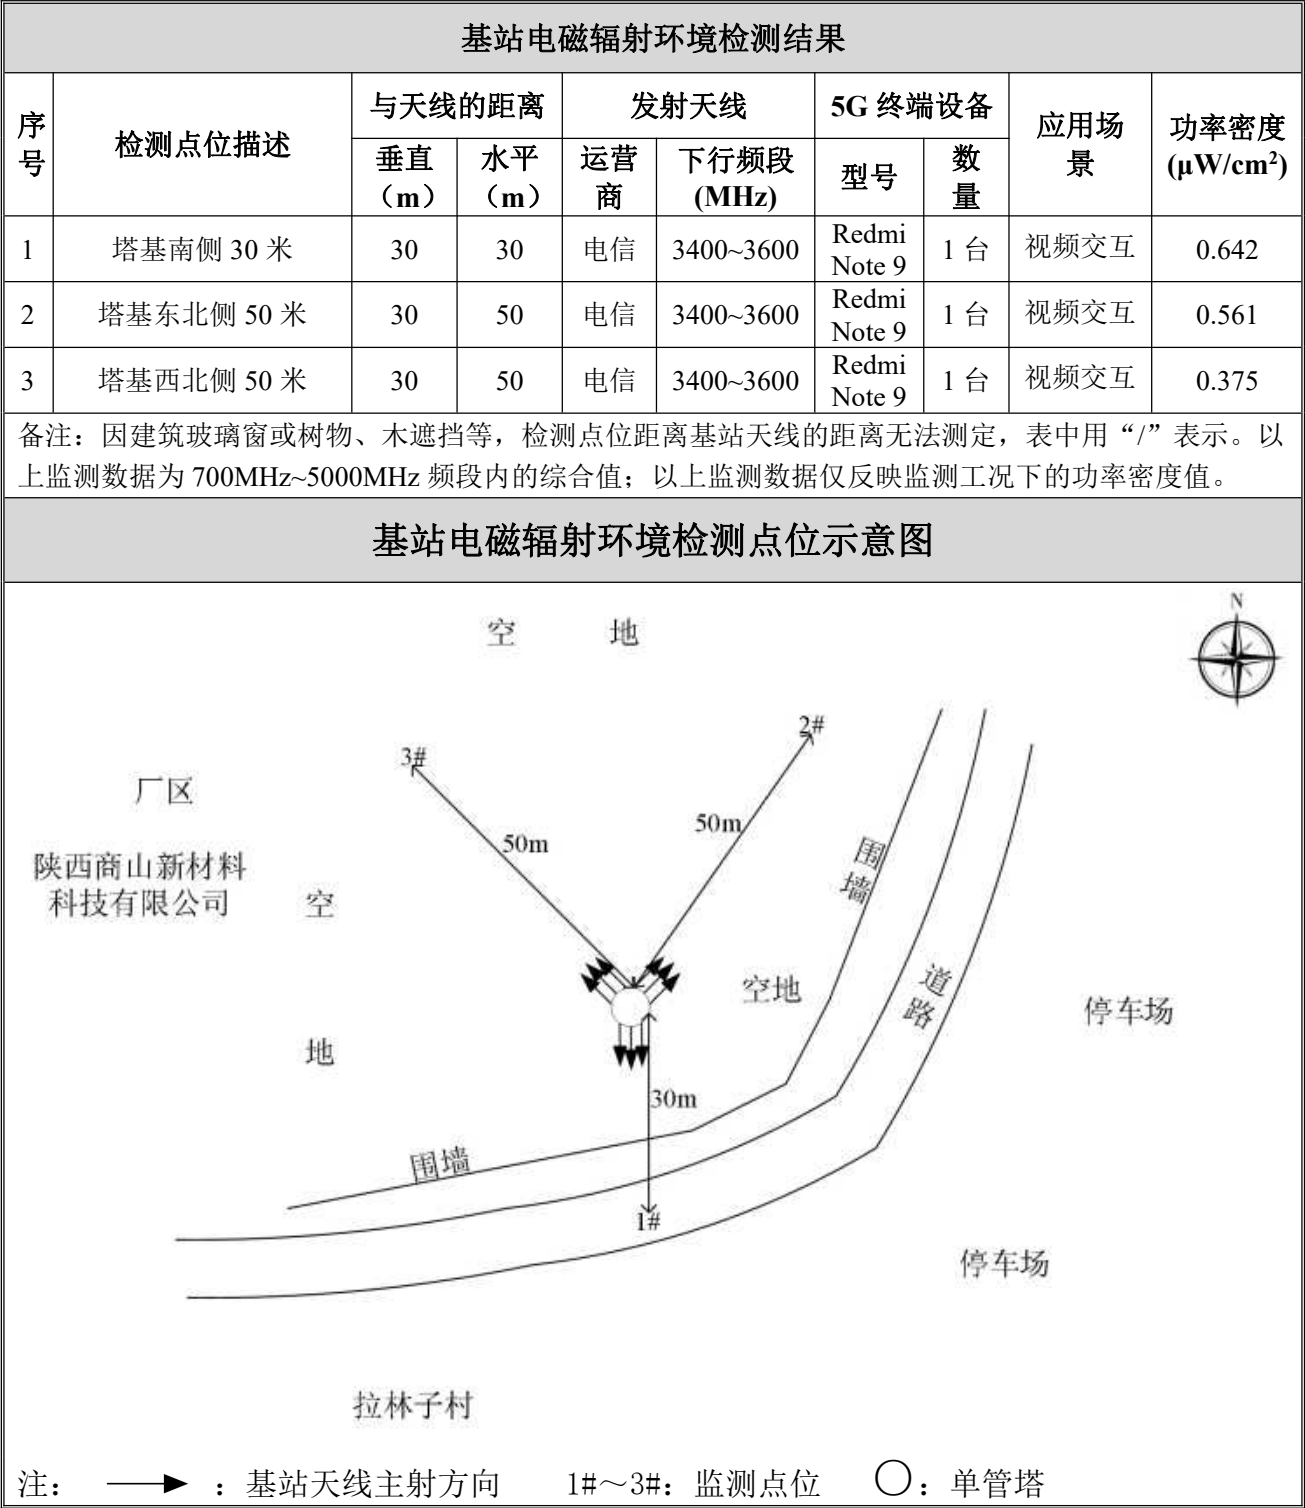 基站电磁辐射环境检测结果
序号 检测点位描述 与天线的距离 发射天线 5G 终端设备 应用场景 功率密度 (μW/cm²)
垂直（m） 水平（m） 运营商 下行频段 (MHz) 型号 数量
1 塔基南侧 30 米 30 30 电信 3400~3600 Redmi Note 9 1 台 视频交互 0.642
2 塔基东北侧 50 米 30 50 电信 3400~3600 Redmi Note 9 1 台 视频交互 0.561
3 塔基西北侧 50 米 30 50 电信 3400~3600 Redmi Note 9 1 台 视频交互 0.375
备注：因建筑玻璃窗或树物、木遮挡等，检测点位距离基站天线的距离无法测定，表中用“/”表示。以
上监测数据为 700MHz~5000MHz 频段内的综合值；以上监测数据仅反映监测工况下的功率密度值。
基站电磁辐射环境检测点位示意图
N
空 地
2#
3#
厂区
50m
50m
围墙
陕西商山新材料
科技有限公司
空
道路
空地
停车场
地
30m
围墙
1#
停车场
拉林子村
注： ：基站天线主射方向 1#～3#：监测点位 ：单管塔